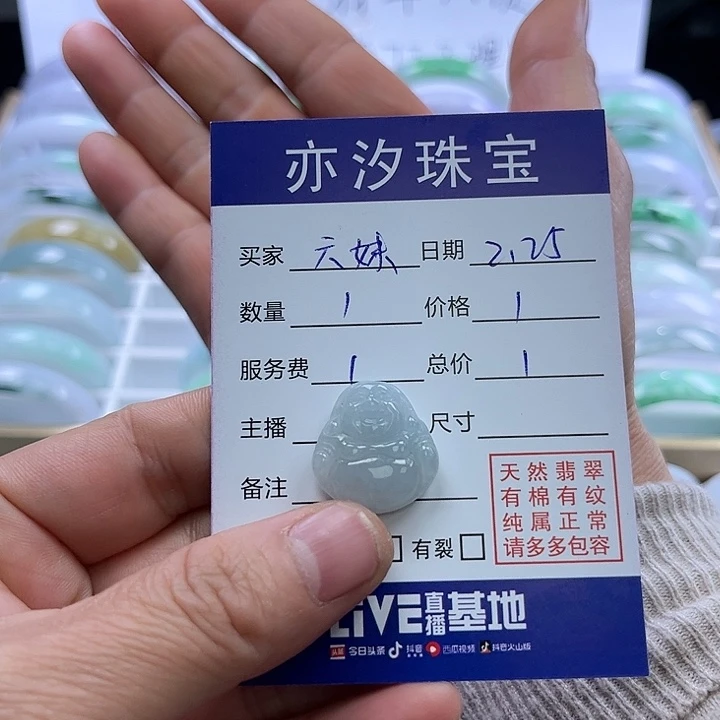 亦汐珠宝
买家 六妹 日期 2.25
数量 1 价格 1
服务费 1 总价 1
主播 尺寸
备注
天然翡翠
有棉有纹
纯属正常
请多多包容
有裂
LIVE直播基地
今日头条 抖音 西瓜视频 抖音火山版